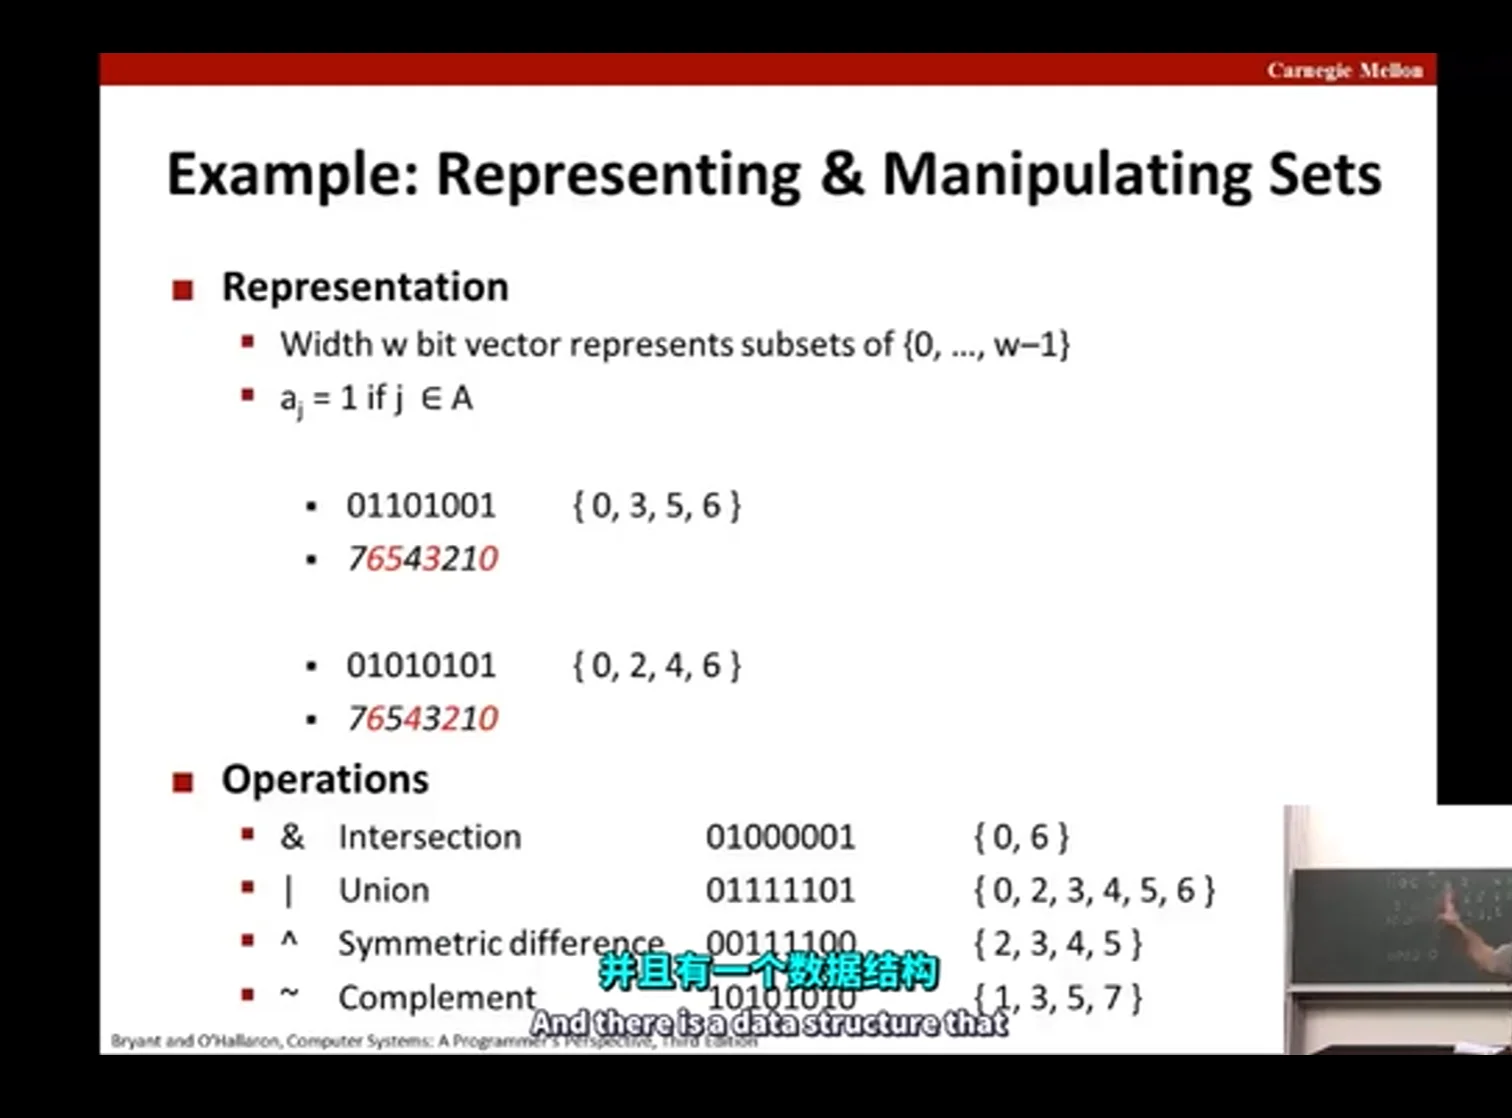 Carnegie Mellon
Example: Representing & Manipulating Sets
■ Representation
▪ Width w bit vector represents subsets of {0, ..., w–1}
▪ aj = 1 if j ∈ A
▪ 01101001 { 0, 3, 5, 6 }
▪ 76543210
▪ 01010101 { 0, 2, 4, 6 }
▪ 76543210
■ Operations
▪ & Intersection 01000001 { 0, 6 }
▪ | Union 01111101 { 0, 2, 3, 4, 5, 6 }
▪ ^ Symmetric difference 00111100 { 2, 3, 4, 5 }
并且有一个数据结构
▪ ~ Complement 10101010 { 1, 3, 5, 7 }
And there is a data structure that
Bryant and O'Hallaron, Computer Systems: A Programmer's Perspective, Third Edition